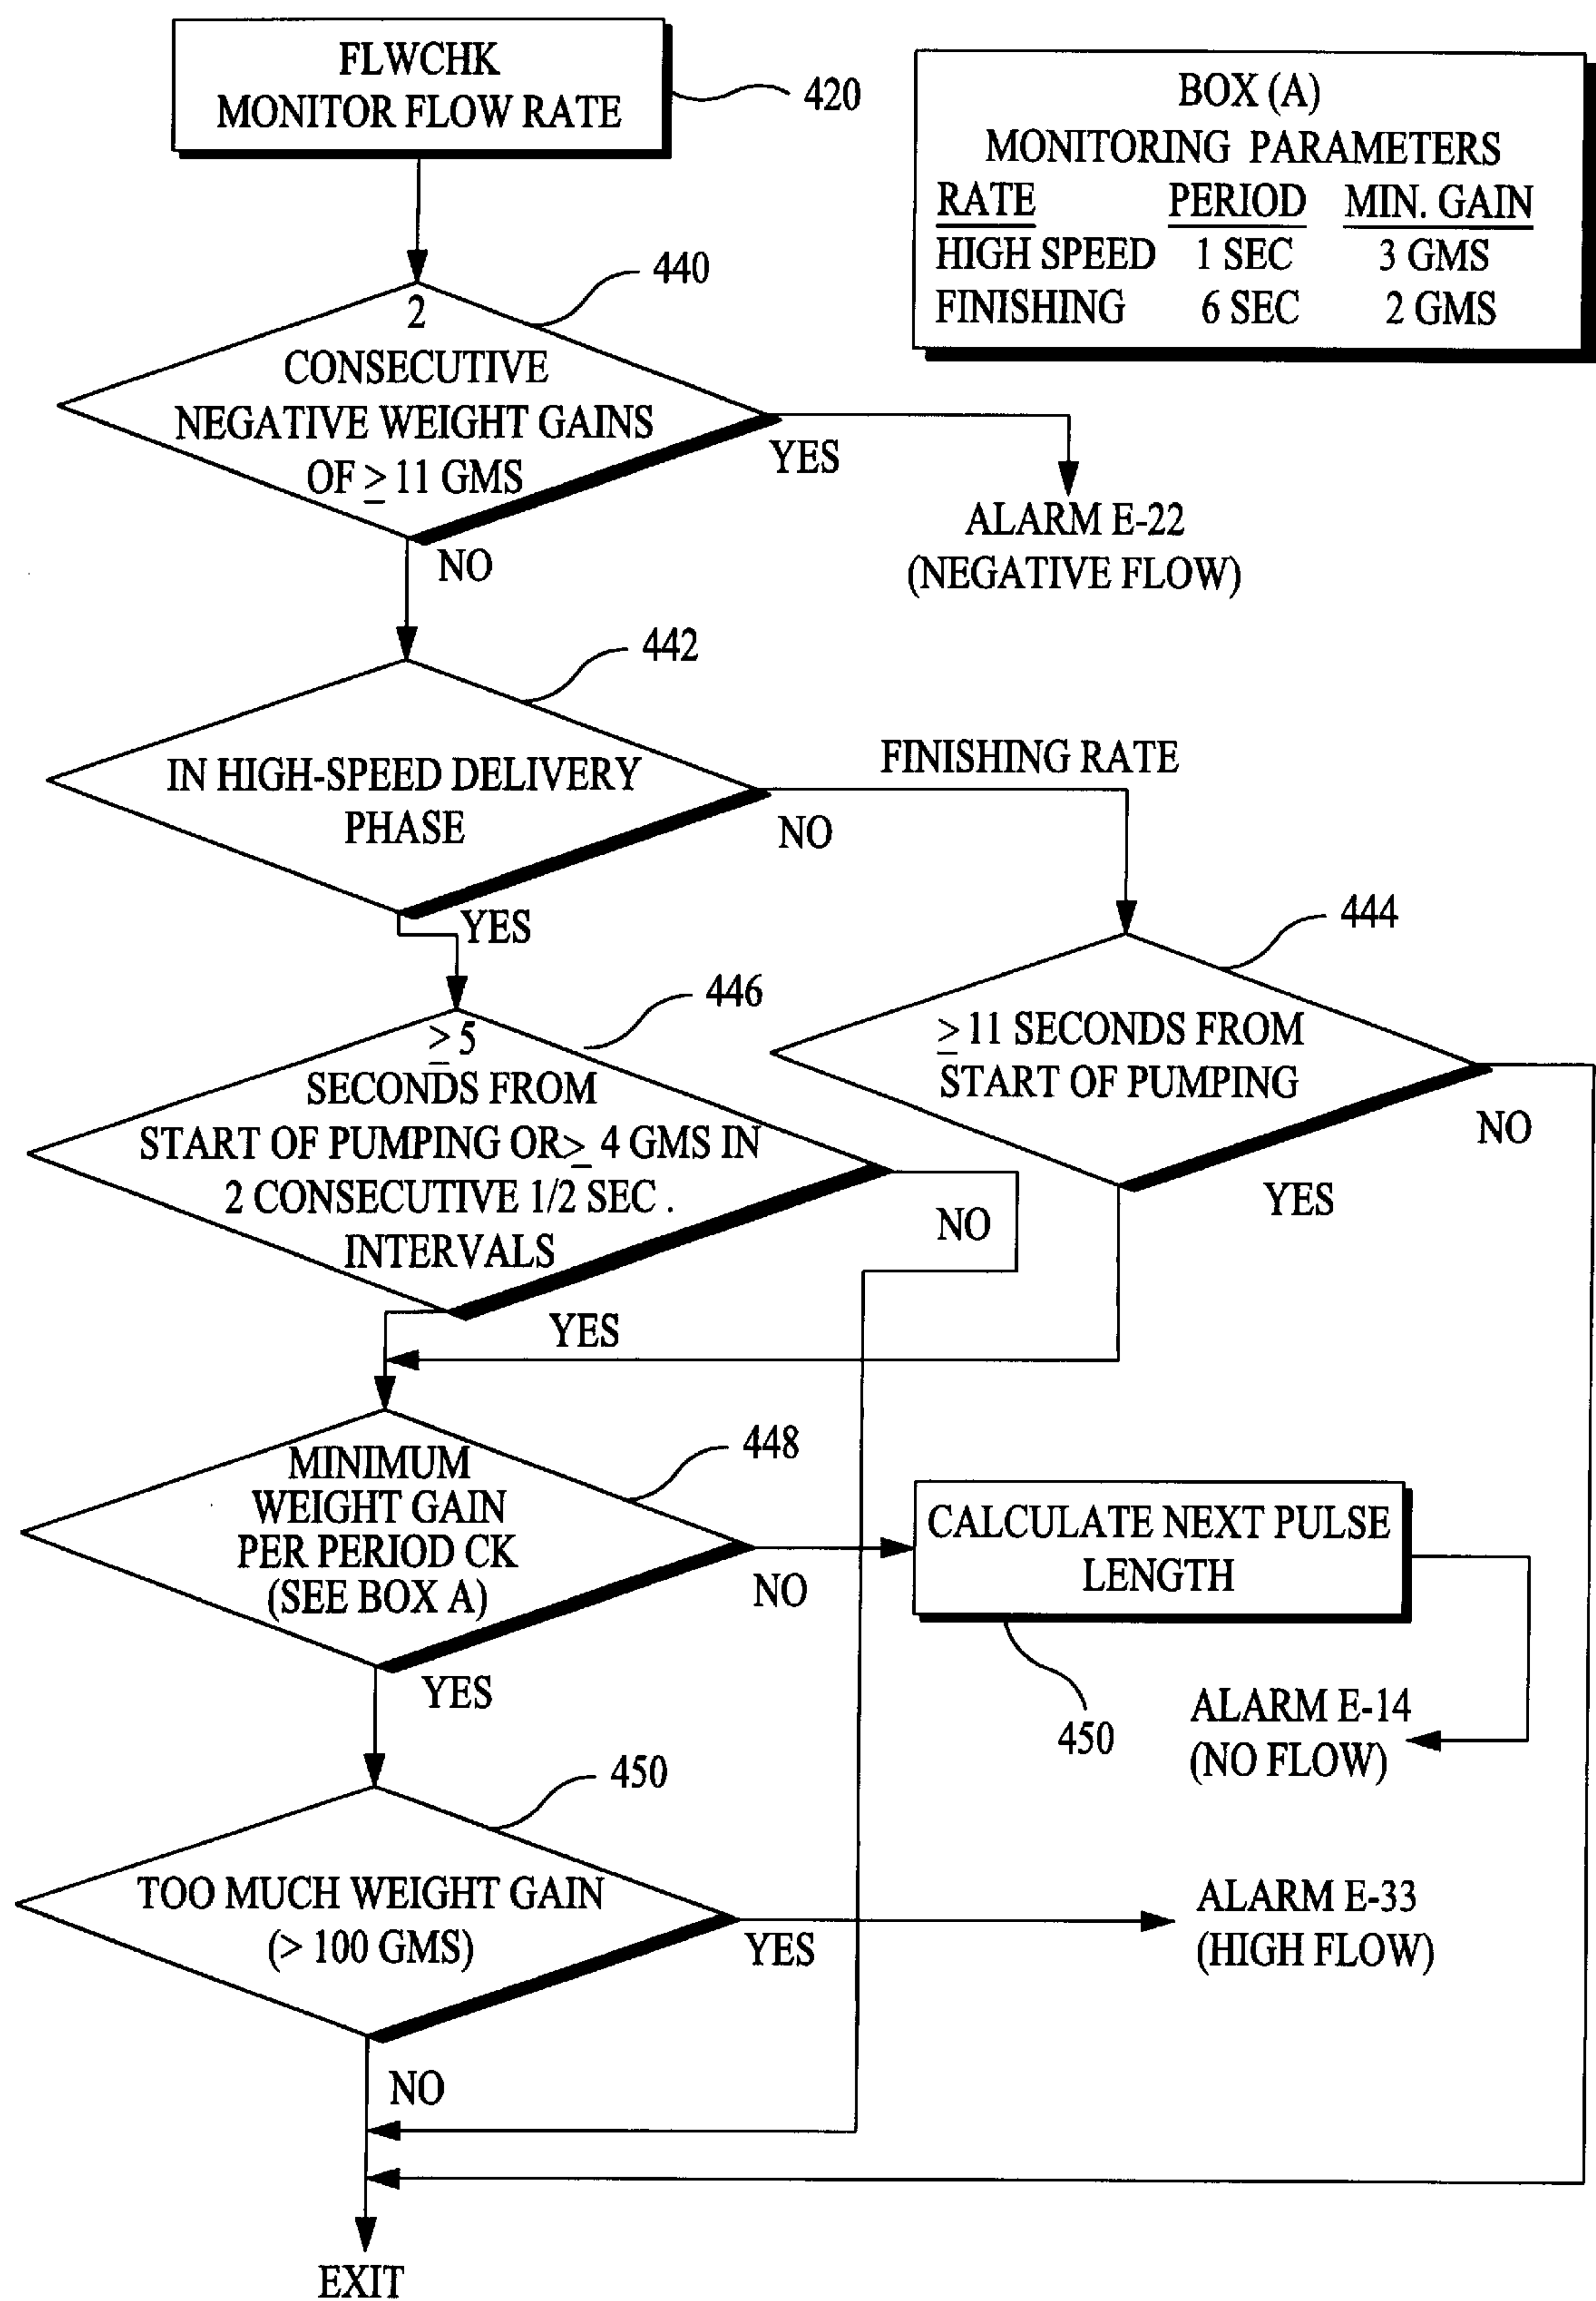 FLWCHK
MONITOR FLOW RATE
420
BOX (A)
MONITORING PARAMETERS
RATE PERIOD MIN. GAIN
HIGH SPEED 1 SEC 3 GMS
FINISHING 6 SEC 2 GMS
440
2
CONSECUTIVE
NEGATIVE WEIGHT GAINS
OF ≥ 11 GMS
YES
ALARM E-22
(NEGATIVE FLOW)
NO
442
IN HIGH-SPEED DELIVERY
PHASE
FINISHING RATE
NO
YES
444
≥ 11 SECONDS FROM
START OF PUMPING
NO
YES
446
≥ 5
SECONDS FROM
START OF PUMPING OR ≥ 4 GMS IN
2 CONSECUTIVE 1/2 SEC .
INTERVALS
NO
YES
448
MINIMUM
WEIGHT GAIN
PER PERIOD CK
(SEE BOX A)
NO
CALCULATE NEXT PULSE
LENGTH
450
ALARM E-14
(NO FLOW)
YES
450
TOO MUCH WEIGHT GAIN
(> 100 GMS)
YES
ALARM E-33
(HIGH FLOW)
NO
EXIT